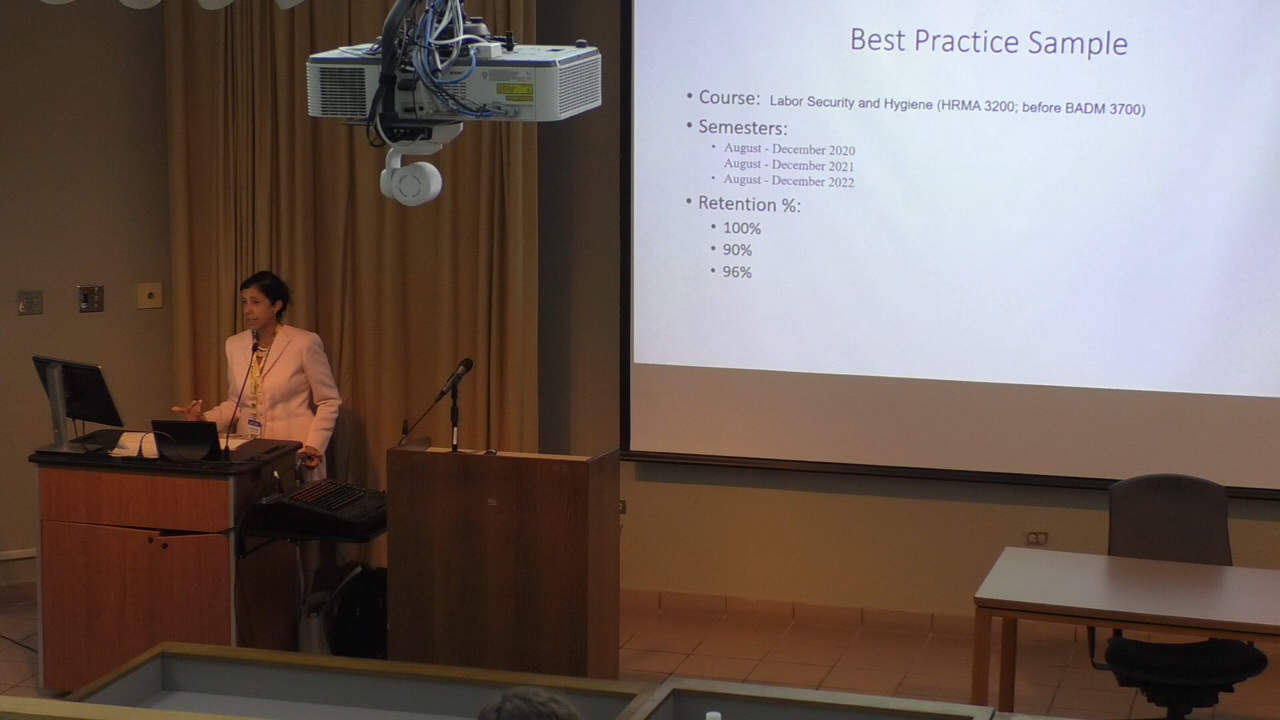 Best Practice Sample
• Course: Labor Security and Hygiene (HRMA 3200; before BADM 3700)
• Semesters:
• August - December 2020
August - December 2021
• August - December 2022
• Retention %:
• 100%
• 90%
• 96%